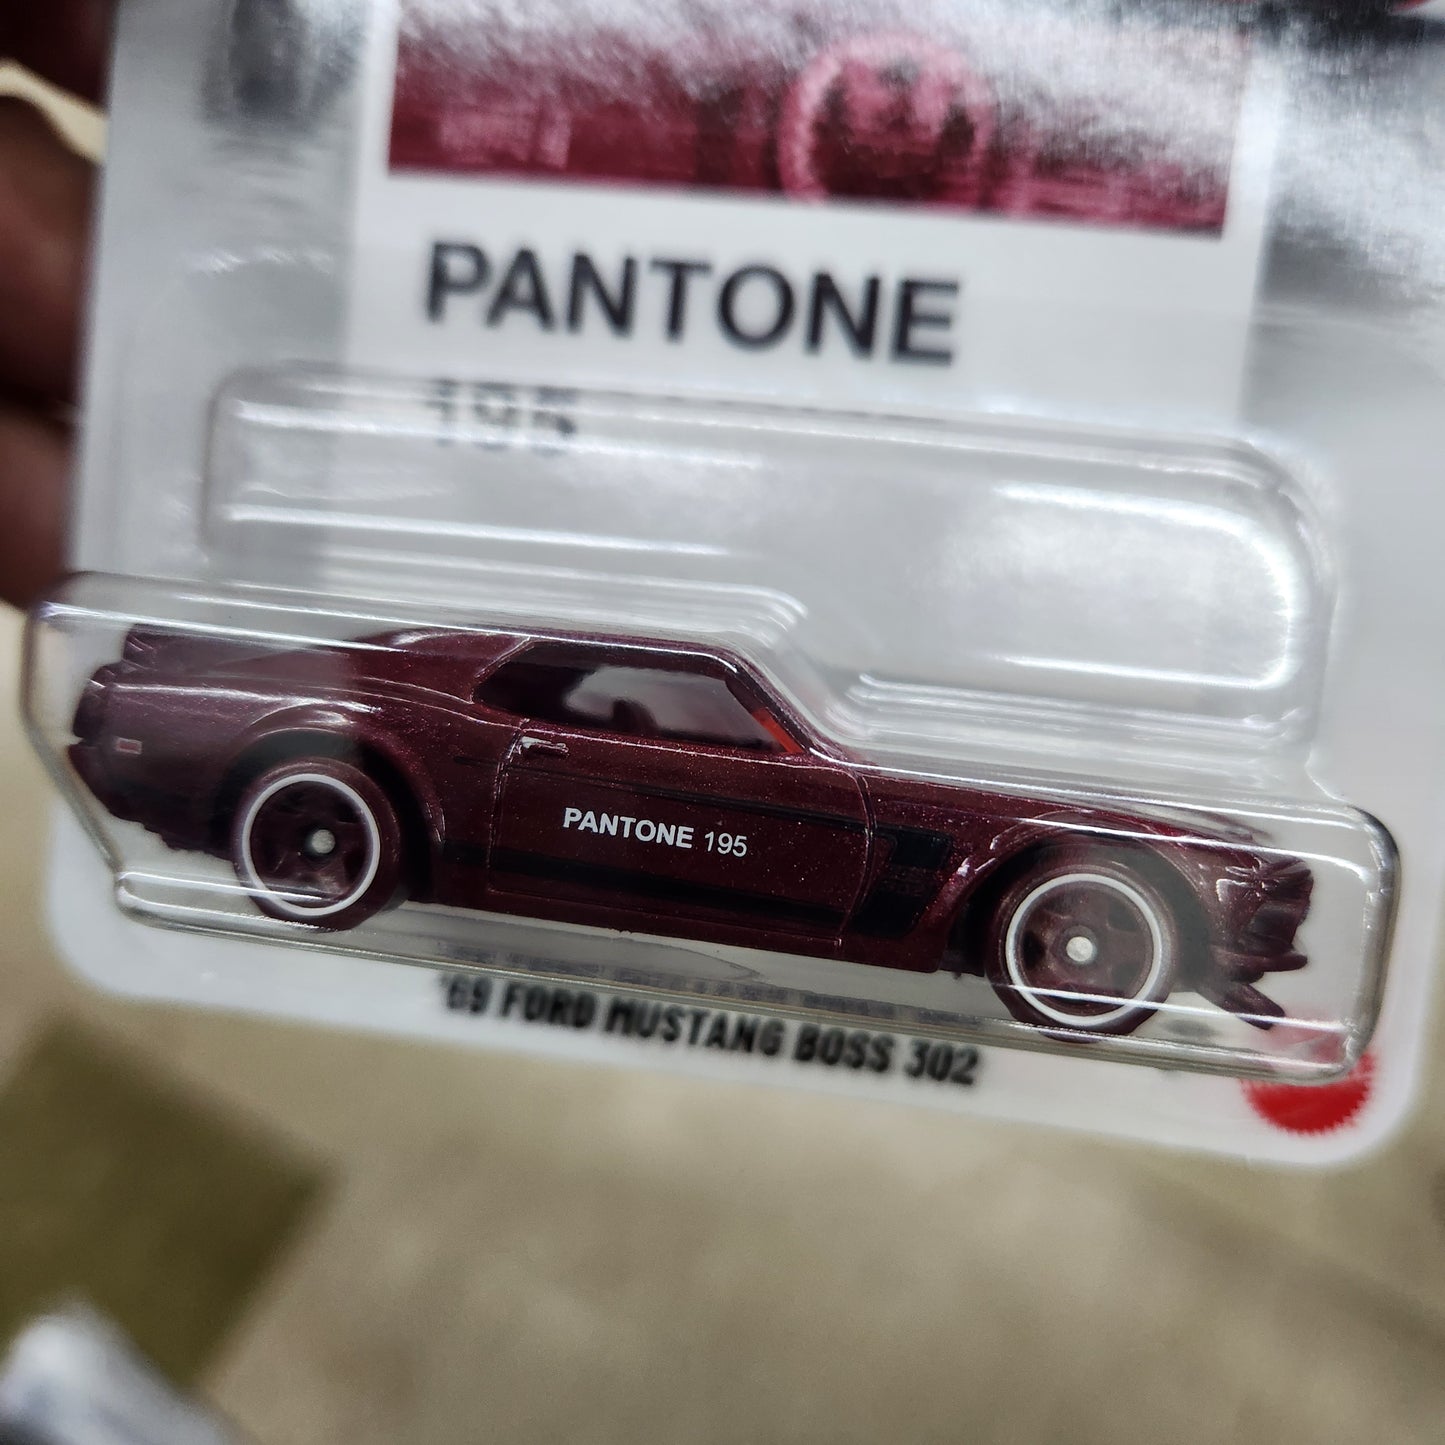 PANTONE
195
PANTONE 195
'69 FORD MUSTANG BOSS 302